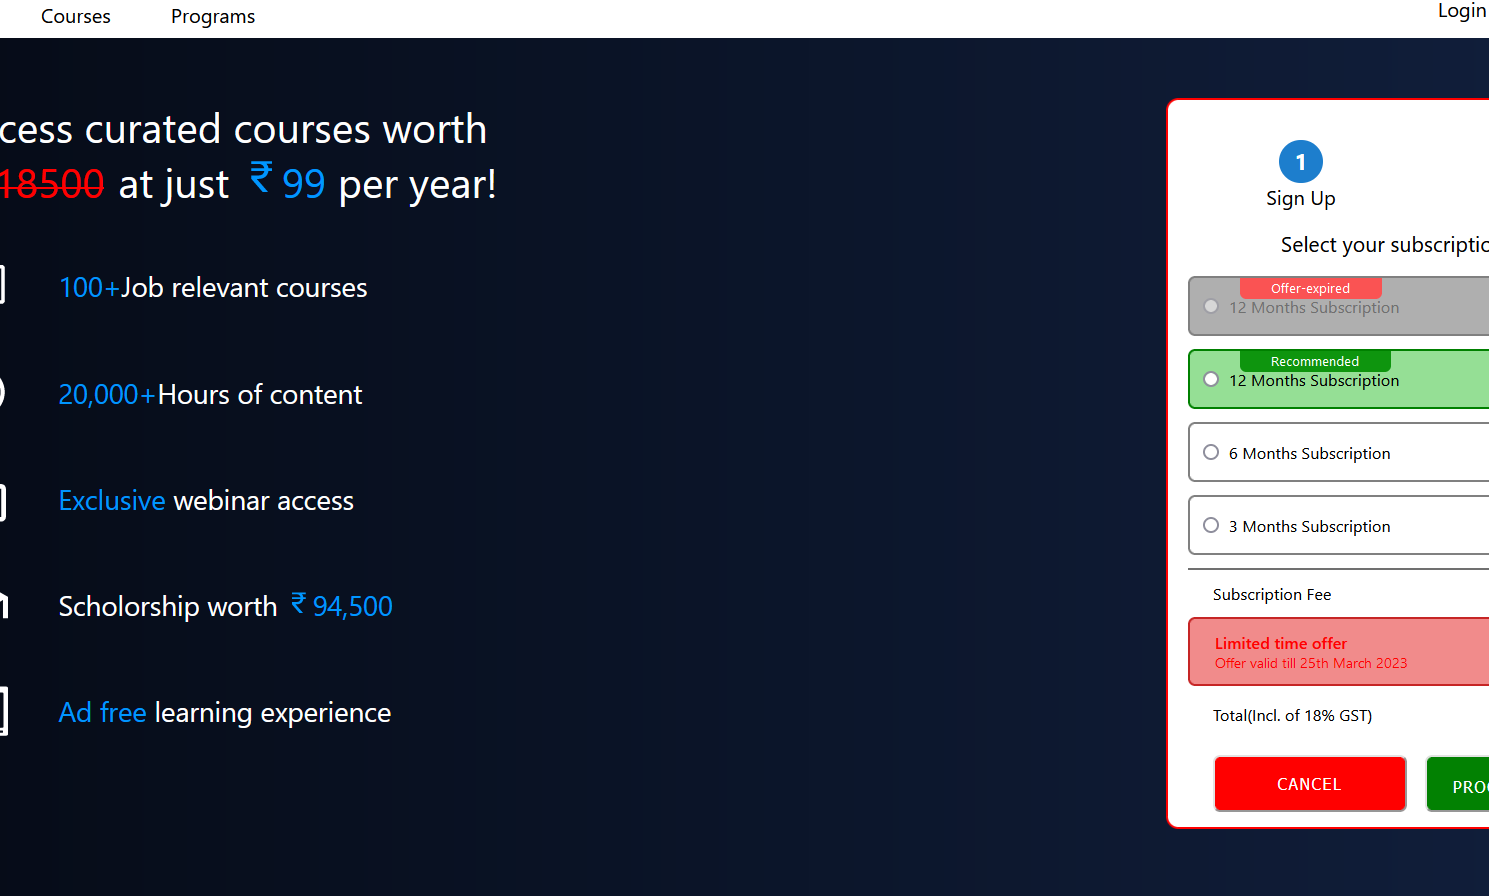 Courses Programs Login
cess curated courses worth
18500 at just ₹ 99 per year!
100+Job relevant courses
20,000+Hours of content
Exclusive webinar access
Scholorship worth ₹ 94,500
Ad free learning experience
1
Sign Up
Select your subscriptio
Offer-expired
12 Months Subscription
Recommended
12 Months Subscription
6 Months Subscription
3 Months Subscription
Subscription Fee
Limited time offer
Offer valid till 25th March 2023
Total(Incl. of 18% GST)
CANCEL PRO